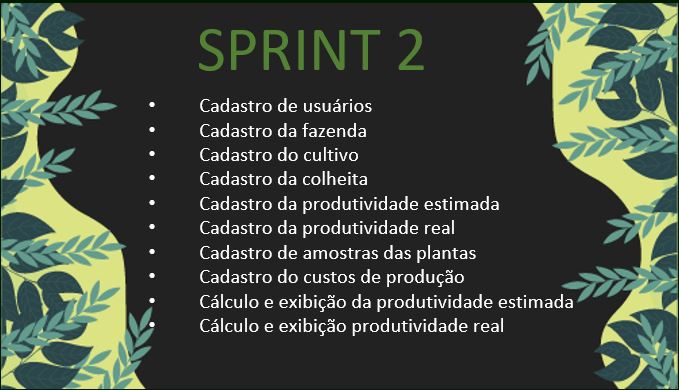 SPRINT 2
• Cadastro de usuários
• Cadastro da fazenda
• Cadastro do cultivo
• Cadastro da colheita
• Cadastro da produtividade estimada
• Cadastro da produtividade real
• Cadastro de amostras das plantas
• Cadastro do custos de produção
• Cálculo e exibição da produtividade estimada
• Cálculo e exibição produtividade real